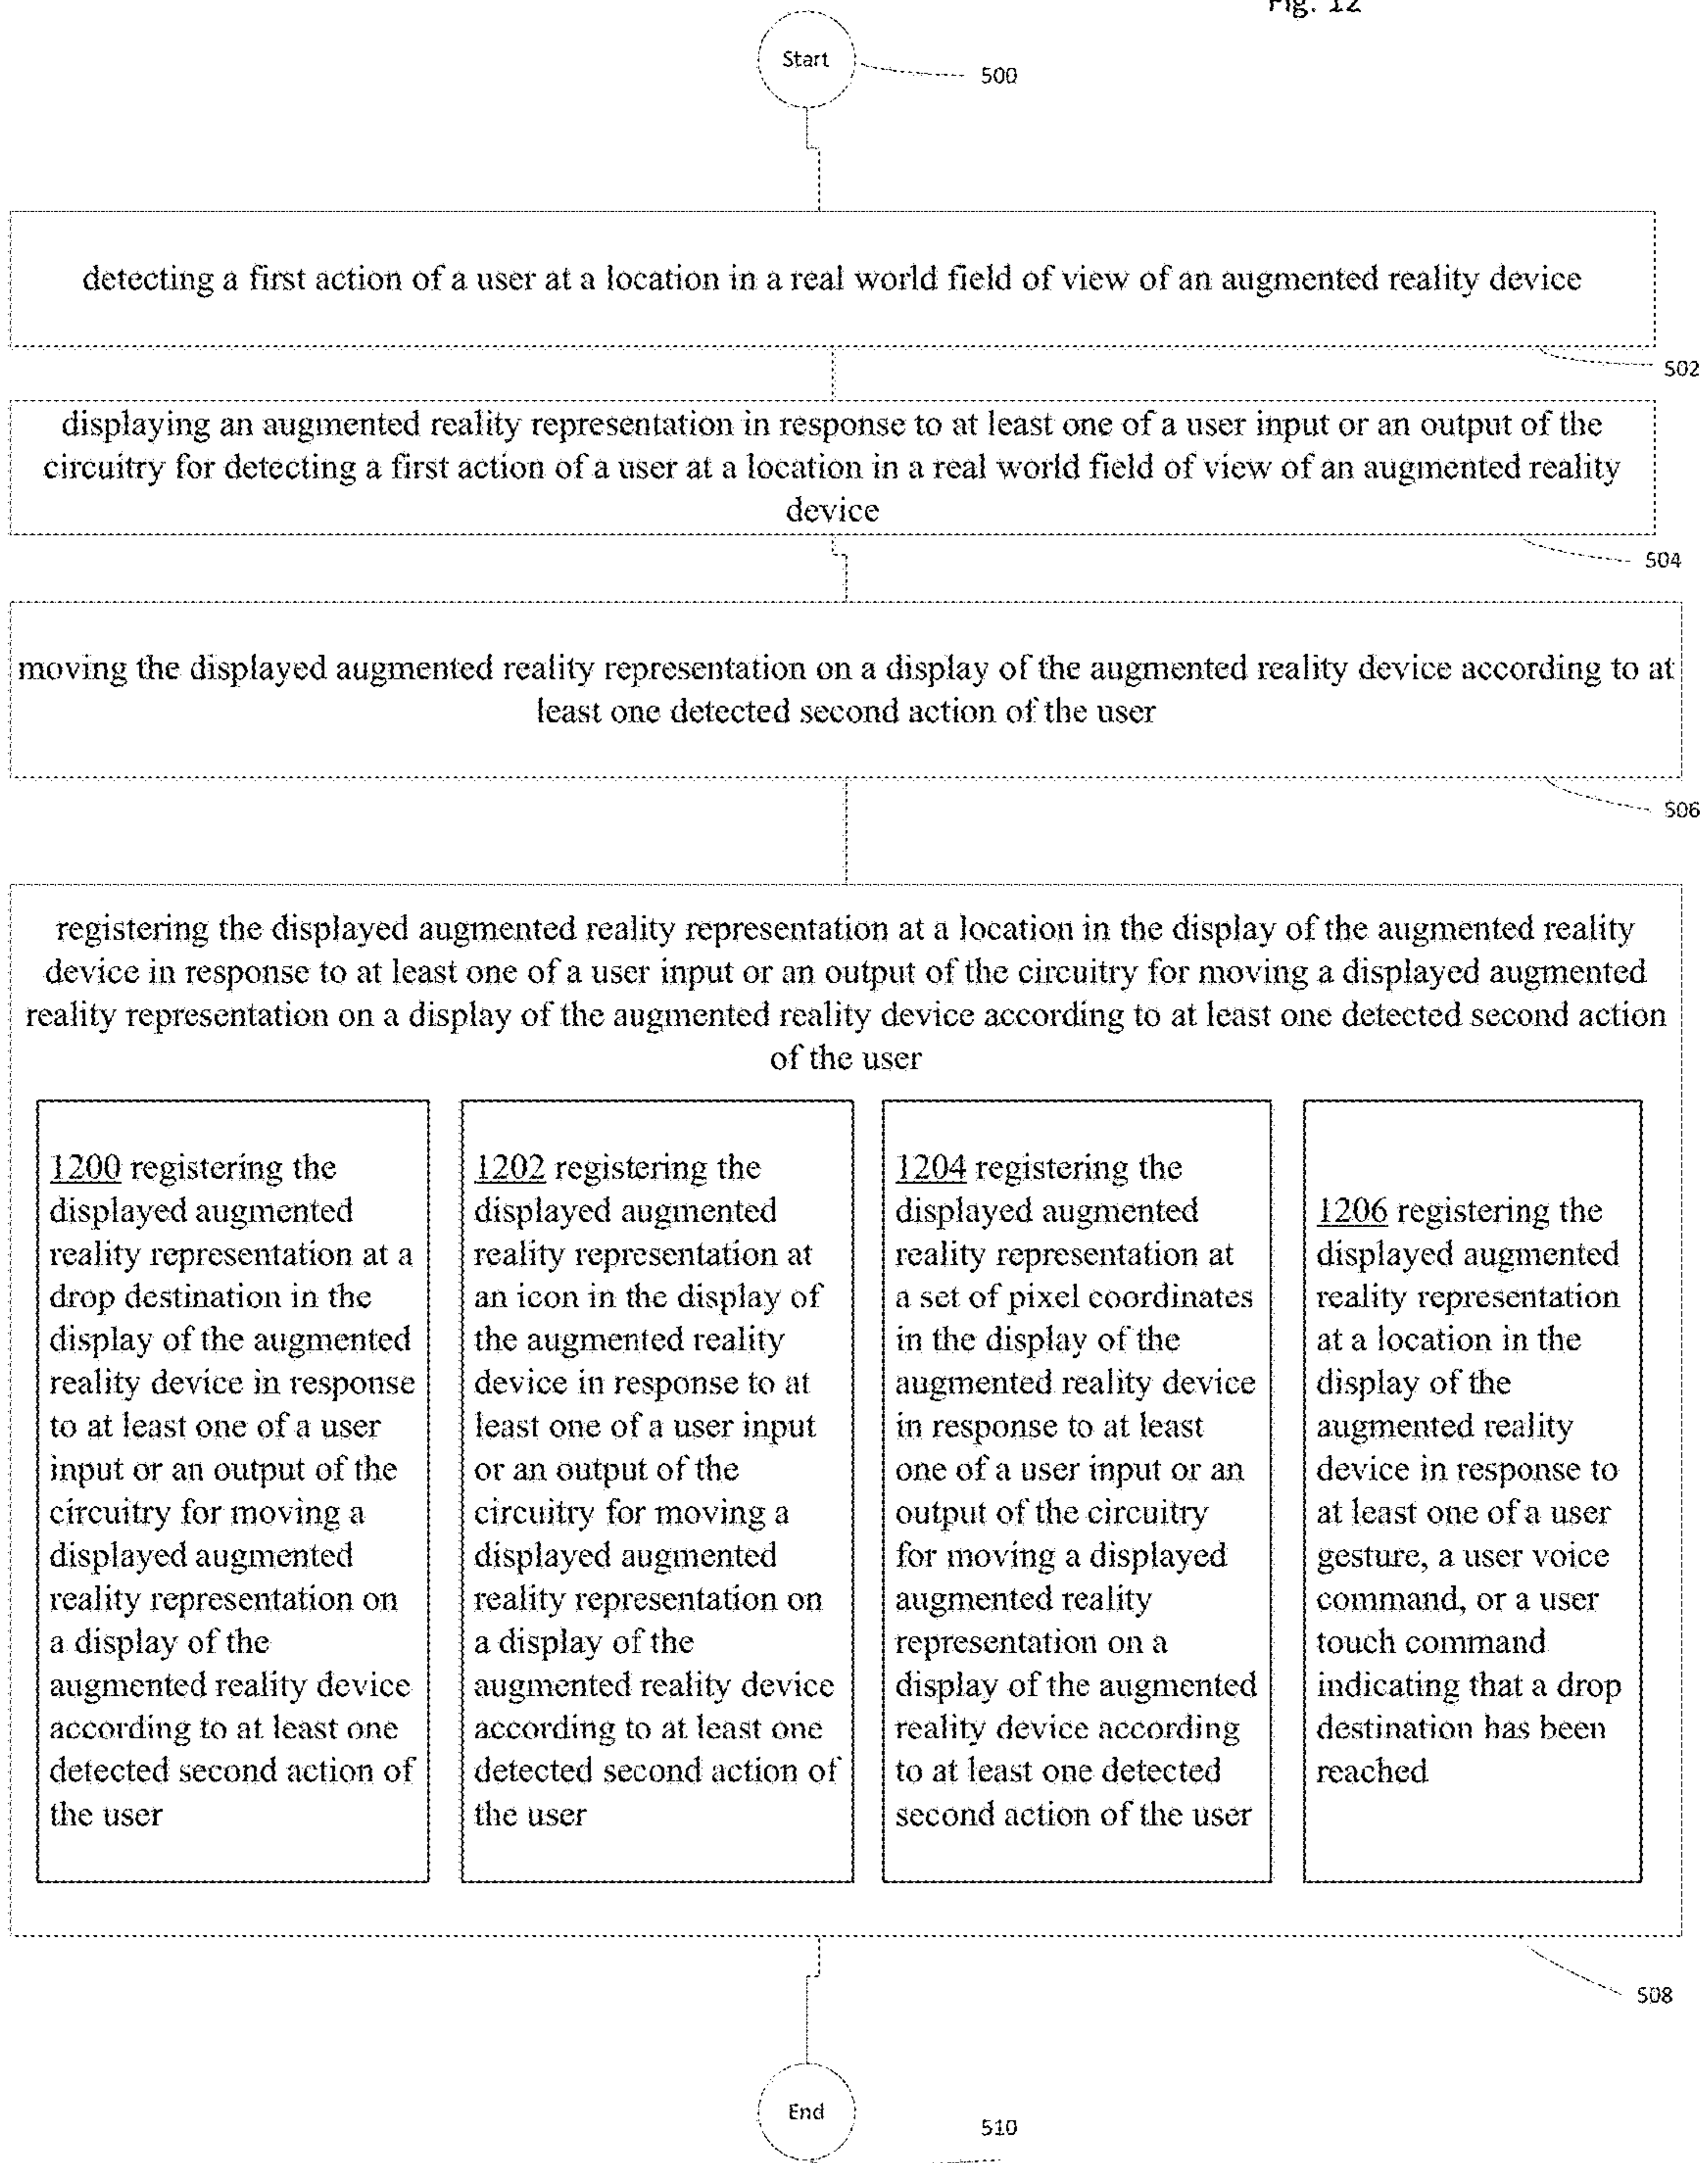 Fig. 12
Start
500
detecting a first action of a user at a location in a real world field of view of an augmented reality device
502
displaying an augmented reality representation in response to at least one of a user input or an output of the
circuitry for detecting a first action of a user at a location in a real world field of view of an augmented reality
device
504
moving the displayed augmented reality representation on a display of the augmented reality device according to at
least one detected second action of the user
506
registering the displayed augmented reality representation at a location in the display of the augmented reality
device in response to at least one of a user input or an output of the circuitry for moving a displayed augmented
reality representation on a display of the augmented reality device according to at least one detected second action
of the user
1200 registering the
displayed augmented
reality representation at a
drop destination in the
display of the augmented
reality device in response
to at least one of a user
input or an output of the
circuitry for moving a
displayed augmented
reality representation on
a display of the
augmented reality device
according to at least one
detected second action of
the user
1202 registering the
displayed augmented
reality representation at
an icon in the display of
the augmented reality
device in response to at
least one of a user input
or an output of the
circuitry for moving a
displayed augmented
reality representation on
a display of the
augmented reality device
according to at least one
detected second action of
the user
1204 registering the
displayed augmented
reality representation at
a set of pixel coordinates
in the display of the
augmented reality device
in response to at least
one of a user input or an
output of the circuitry
for moving a displayed
augmented reality
representation on a
display of the augmented
reality device according
to at least one detected
second action of the user
1206 registering the
displayed augmented
reality representation
at a location in the
display of the
augmented reality
device in response to
at least one of a user
gesture, a user voice
command, or a user
touch command
indicating that a drop
destination has been
reached
508
End
510